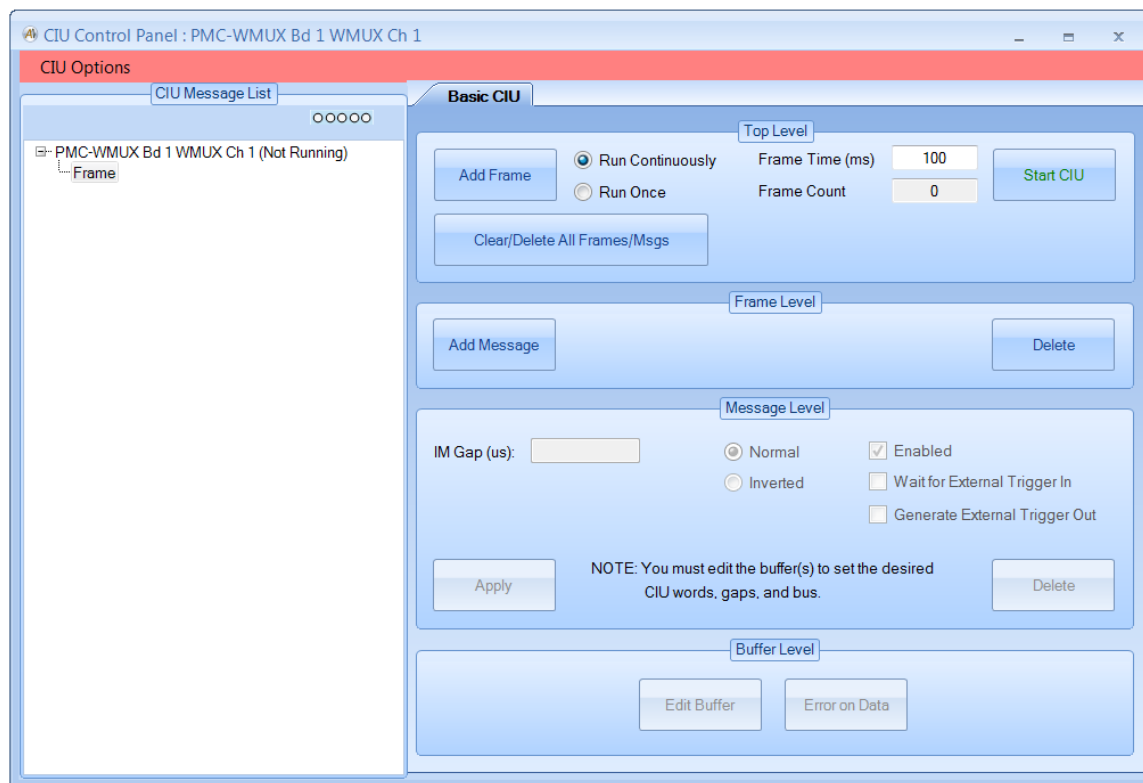 CIU Control Panel : PMC-WMUX Bd 1 WMUX Ch 1
CIU Options
CIU Message List
PMC-WMUX Bd 1 WMUX Ch 1 (Not Running)
Frame
Basic CIU
Top Level
Add Frame
Run Continuously
Run Once
Frame Time (ms)
100
Frame Count
0
Start CIU
Clear/Delete All Frames/Msgs
Frame Level
Add Message
Delete
Message Level
IM Gap (us):
Normal
Inverted
Enabled
Wait for External Trigger In
Generate External Trigger Out
Apply
NOTE: You must edit the buffer(s) to set the desired
CIU words, gaps, and bus.
Delete
Buffer Level
Edit Buffer
Error on Data